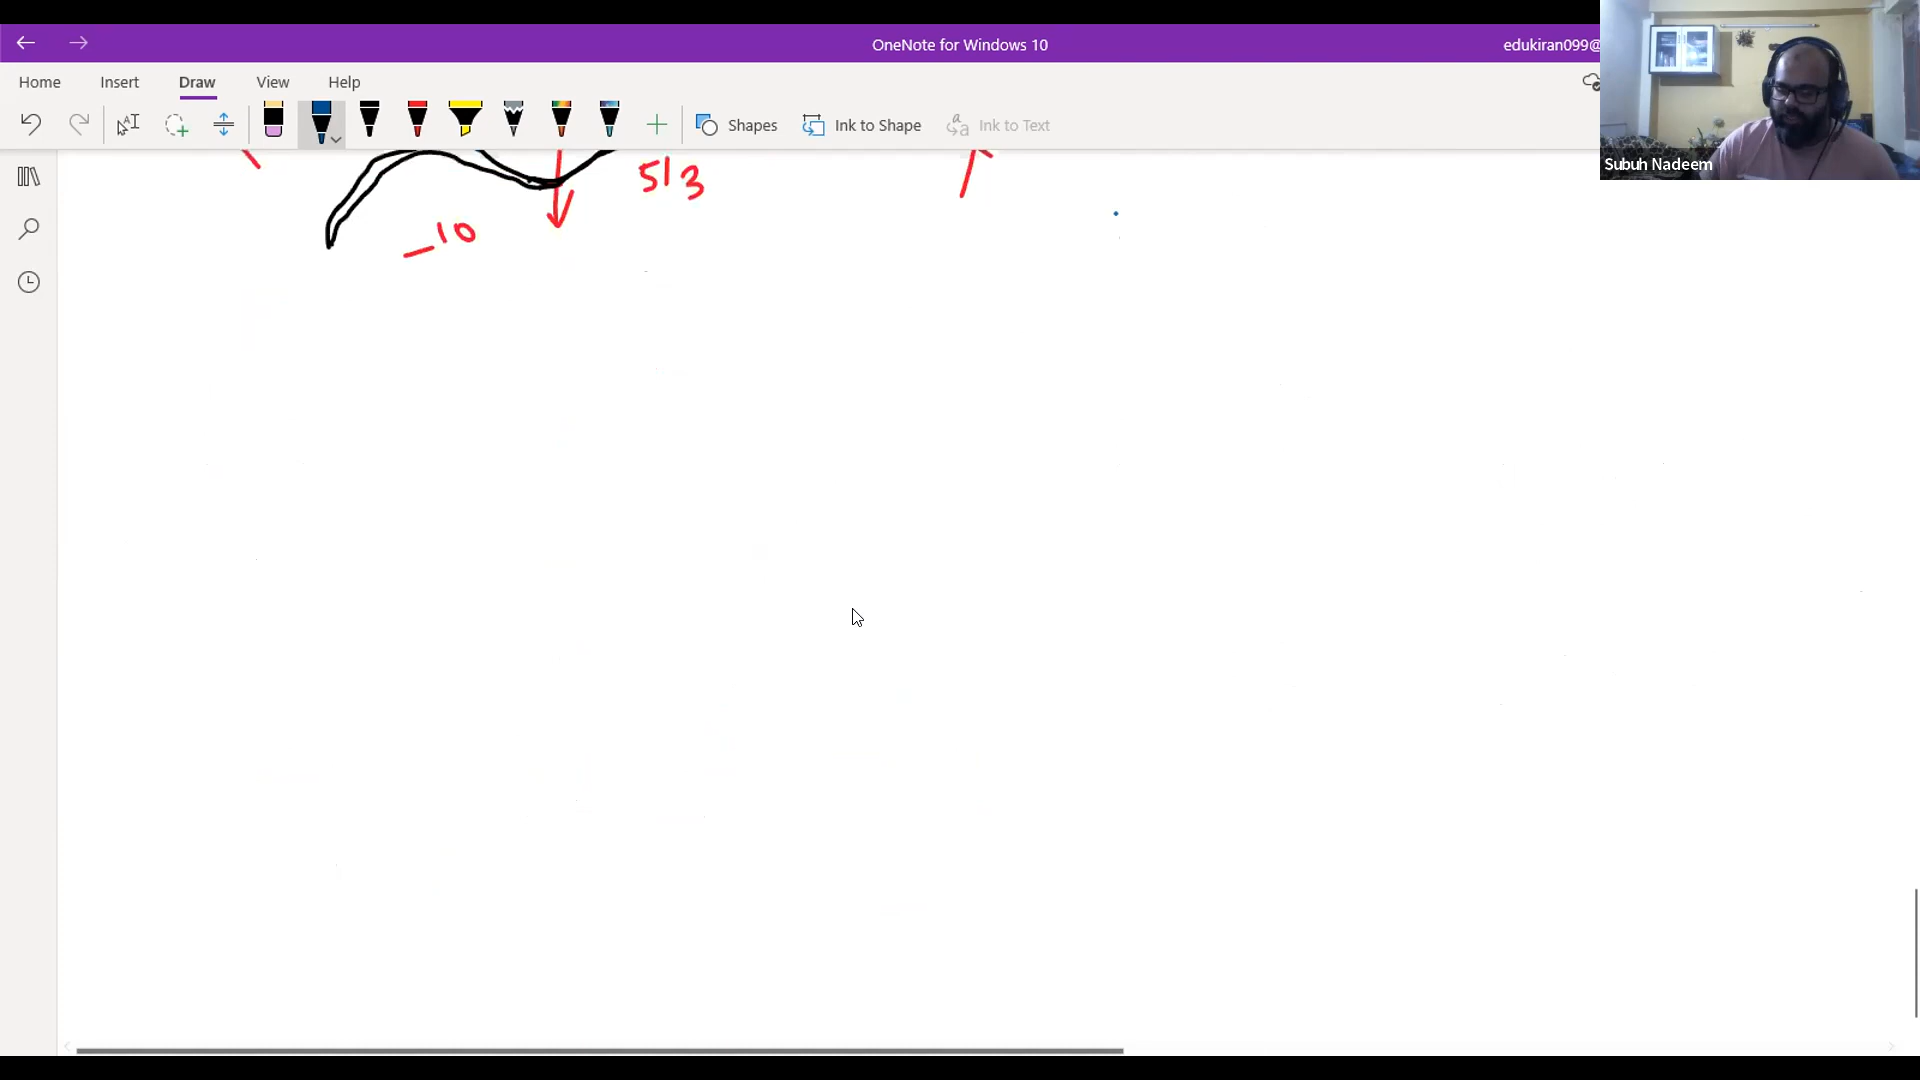 OneNote for Windows 10
edukiran099@
Home Insert Draw View Help
Shapes Ink to Shape Ink to Text
Subuh Nadeem
513
-10